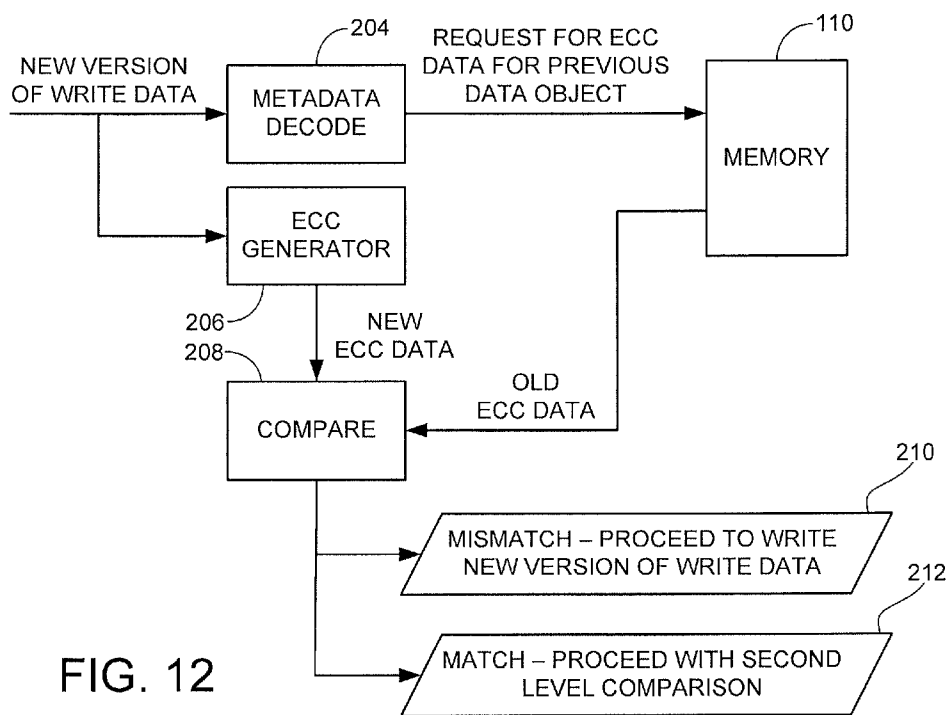 204
REQUEST FOR ECC
DATA FOR PREVIOUS
DATA OBJECT
110
NEW VERSION
OF WRITE DATA
METADATA
DECODE
MEMORY
ECC
GENERATOR
206
NEW
ECC DATA
208
OLD
ECC DATA
COMPARE
210
MISMATCH – PROCEED TO WRITE
NEW VERSION OF WRITE DATA
212
MATCH – PROCEED WITH SECOND
LEVEL COMPARISON
FIG. 12